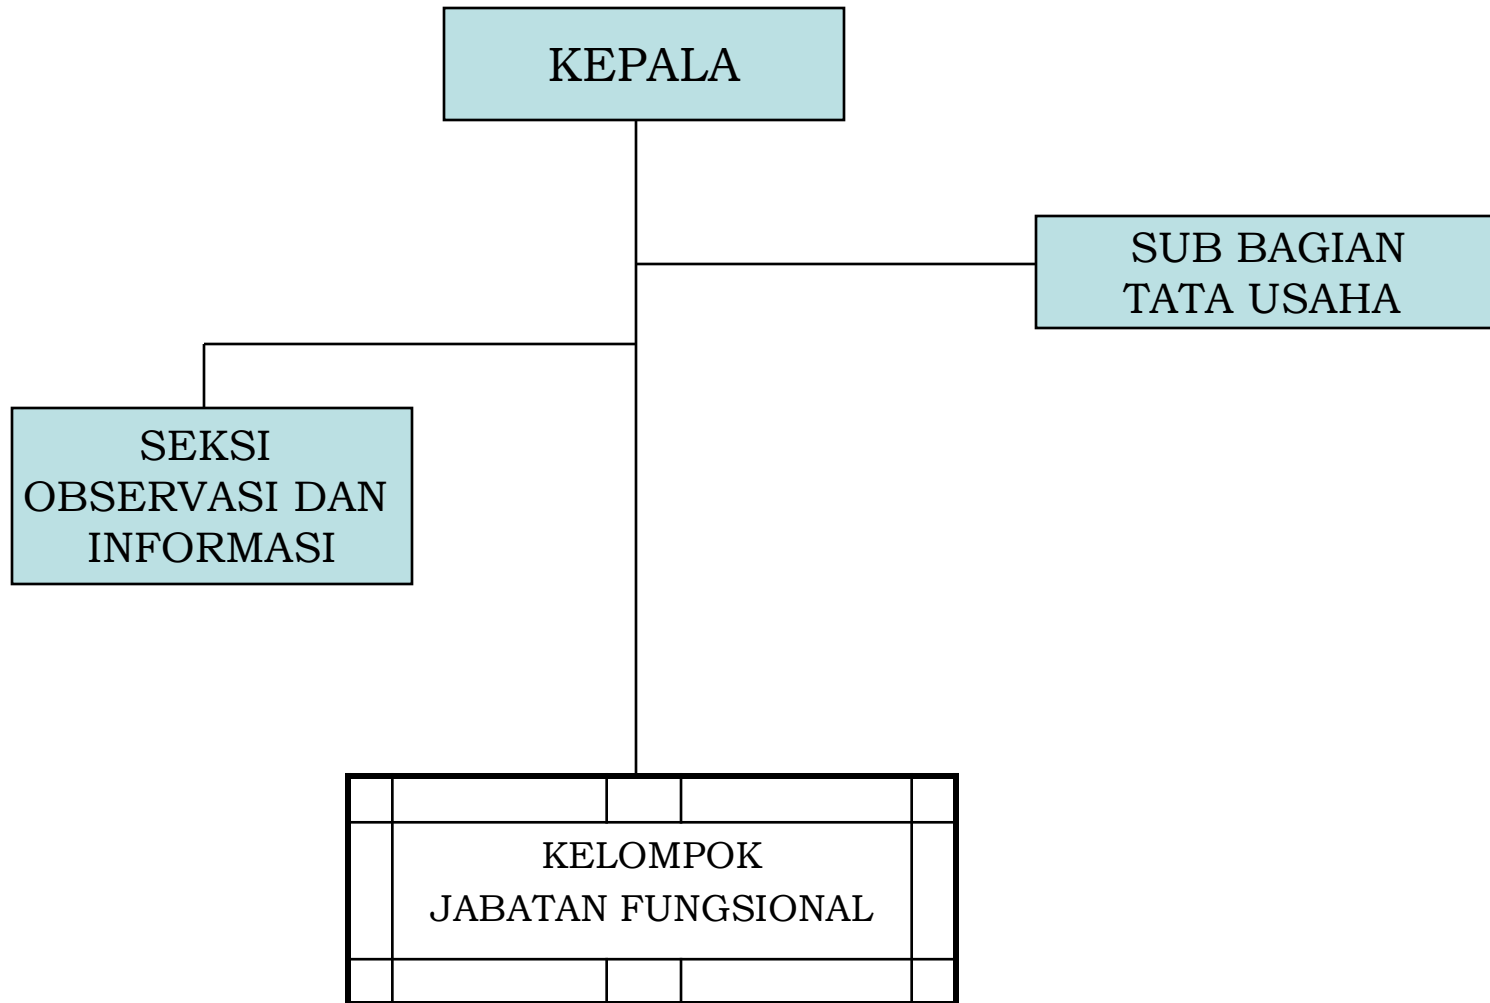 KEPALA
SUB BAGIAN
TATA USAHA
SEKSI
OBSERVASI DAN
INFORMASI
KELOMPOK
JABATAN FUNGSIONAL